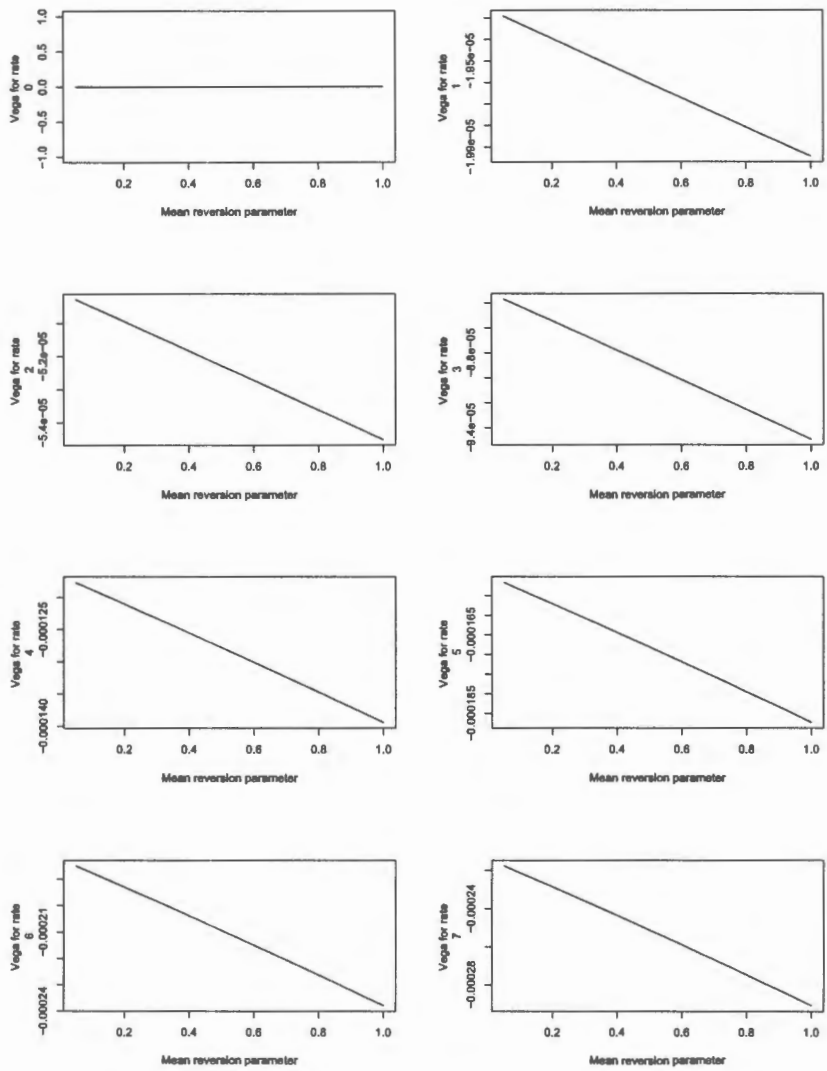 Vega for rate
0
-1.0 -0.5 0.0 0.5 1.0
0.2 0.4 0.6 0.8 1.0
Mean reversion parameter
Vega for rate
1
-1.99e-05 -1.95e-05
0.2 0.4 0.6 0.8 1.0
Mean reversion parameter
Vega for rate
2
-5.4e-05 -5.2e-05
0.2 0.4 0.6 0.8 1.0
Mean reversion parameter
Vega for rate
3
-9.4e-05 -8.8e-05
0.2 0.4 0.6 0.8 1.0
Mean reversion parameter
Vega for rate
4
-0.000140 -0.000125
0.2 0.4 0.6 0.8 1.0
Mean reversion parameter
Vega for rate
5
-0.000185 -0.000165
0.2 0.4 0.6 0.8 1.0
Mean reversion parameter
Vega for rate
6
-0.00024 -0.00021
0.2 0.4 0.6 0.8 1.0
Mean reversion parameter
Vega for rate
7
-0.00028 -0.00024
0.2 0.4 0.6 0.8 1.0
Mean reversion parameter